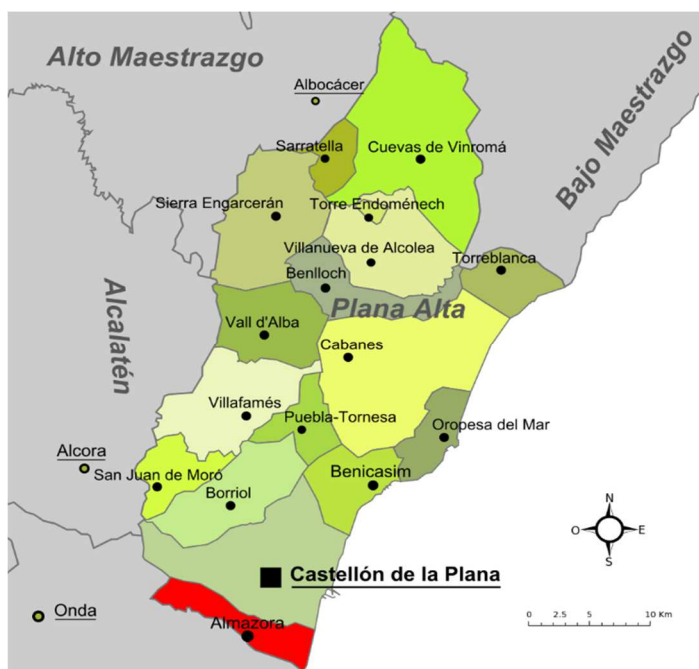 Alto Maestrazgo
Albocácer
Bajo Maestrazgo
Sarratella
Cuevas de Vinromá
Sierra Engarcerán
Torre Endoménech
Villanueva de Alcolea
Torreblanca
Benlloch
Alcalatén
Plana Alta
Vall d'Alba
Cabanes
Villafamés
Puebla-Tornesa
Oropesa del Mar
Alcora
San Juan de Moró
Benicasim
Borriol
N
O E
S
Castellón de la Plana
Onda
Almazora
0 2.5 5 10 Km